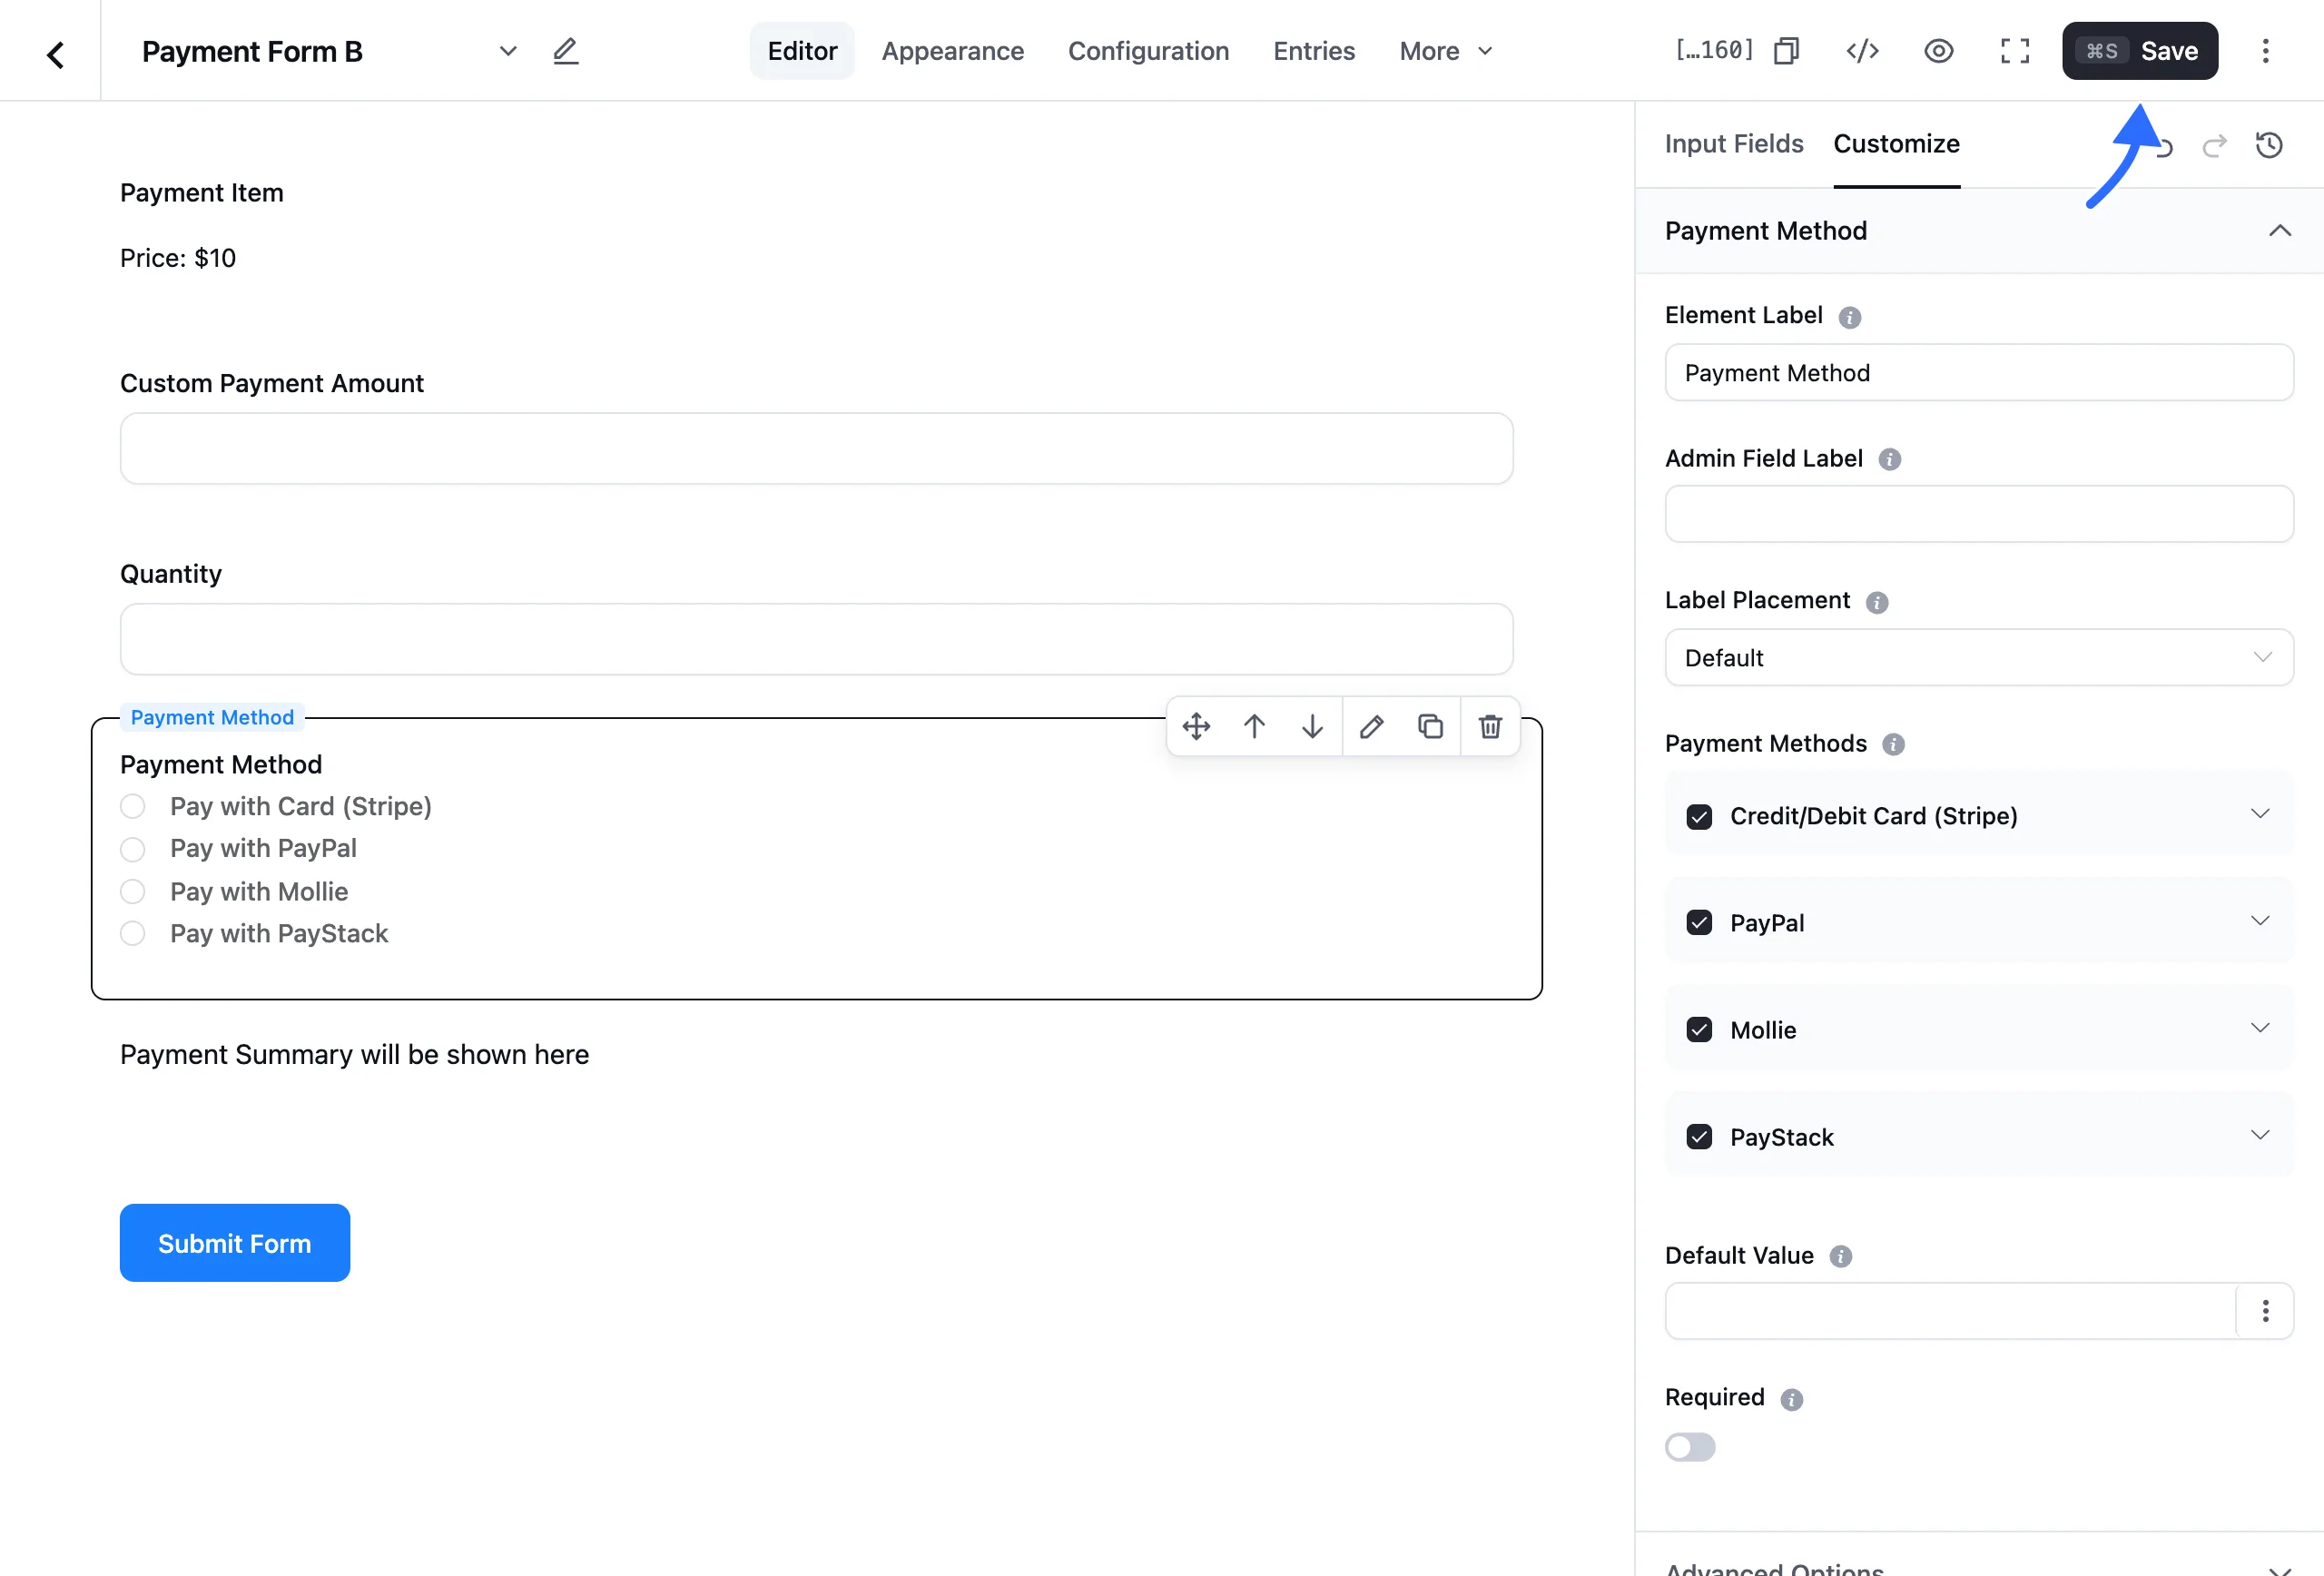 Payment Form B
Editor
Appearance
Configuration
Entries
More
[…160]
⌘S Save
Payment Item
Price: $10
Custom Payment Amount
Quantity
Payment Method
Payment Method
Pay with Card (Stripe)
Pay with PayPal
Pay with Mollie
Pay with PayStack
Payment Summary will be shown here
Submit Form
Input Fields
Customize
Payment Method
Element Label
Payment Method
Admin Field Label
Label Placement
Default
Payment Methods
Credit/Debit Card (Stripe)
PayPal
Mollie
PayStack
Default Value
Required
Advanced Options